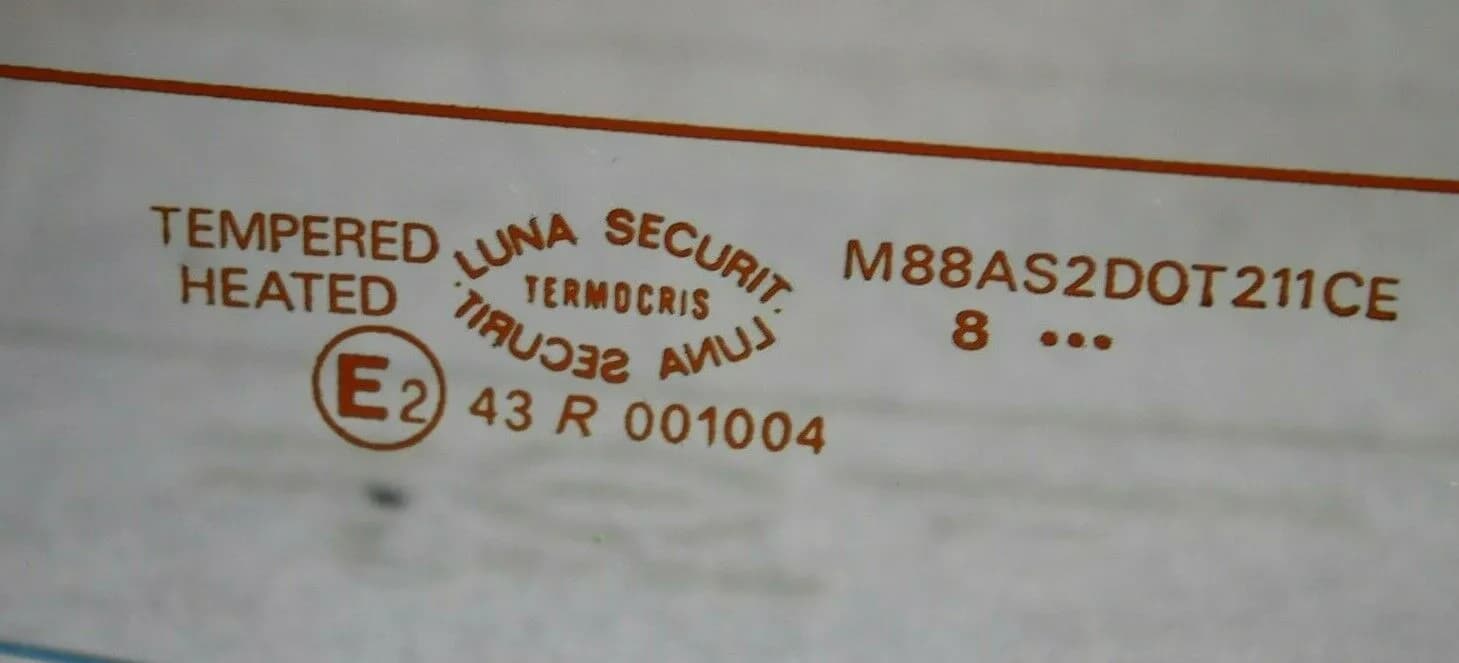 TEMPERED
HEATED
LUNA SECURIT.
TERMOCRIS
LUNA SECURIT.
M88AS2DOT211CE
8 •••
E2 43 R 001004